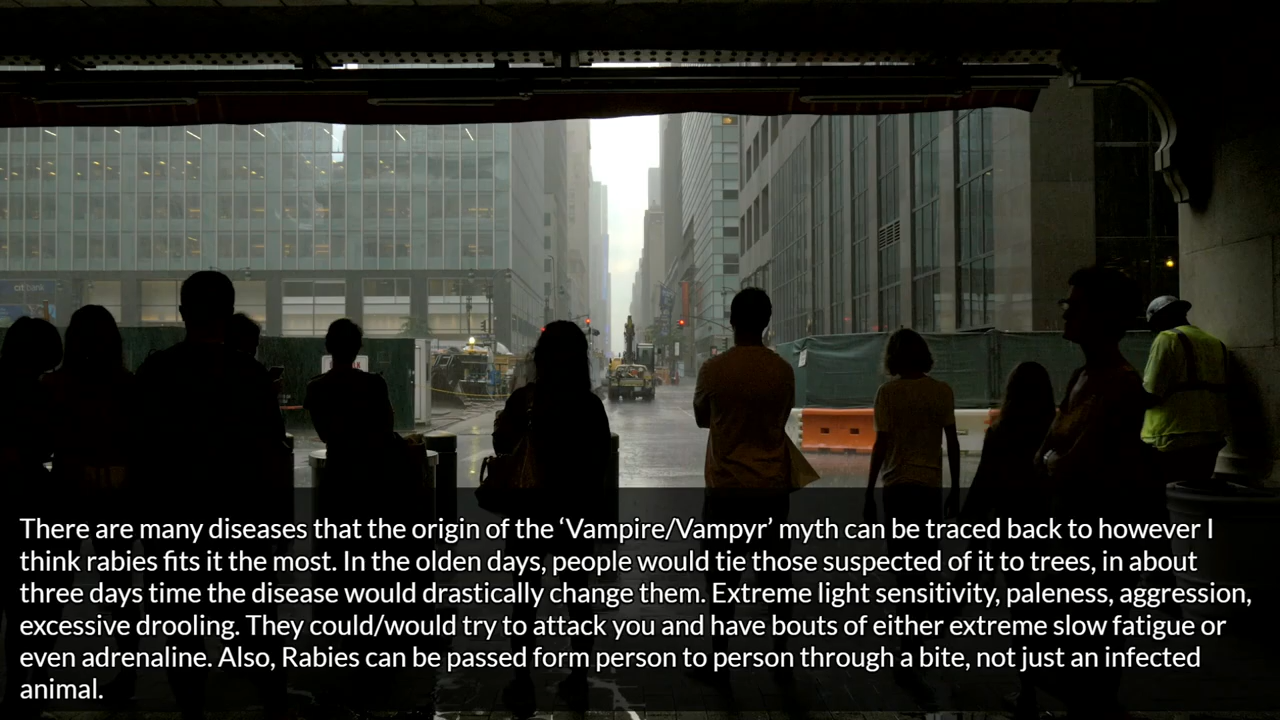 citibank
There are many diseases that the origin of the ‘Vampire/Vampyr’ myth can be traced back to however I
think rabies fits it the most. In the olden days, people would tie those suspected of it to trees, in about
three days time the disease would drastically change them. Extreme light sensitivity, paleness, aggression,
excessive drooling. They could/would try to attack you and have bouts of either extreme slow fatigue or
even adrenaline. Also, Rabies can be passed form person to person through a bite, not just an infected
animal.